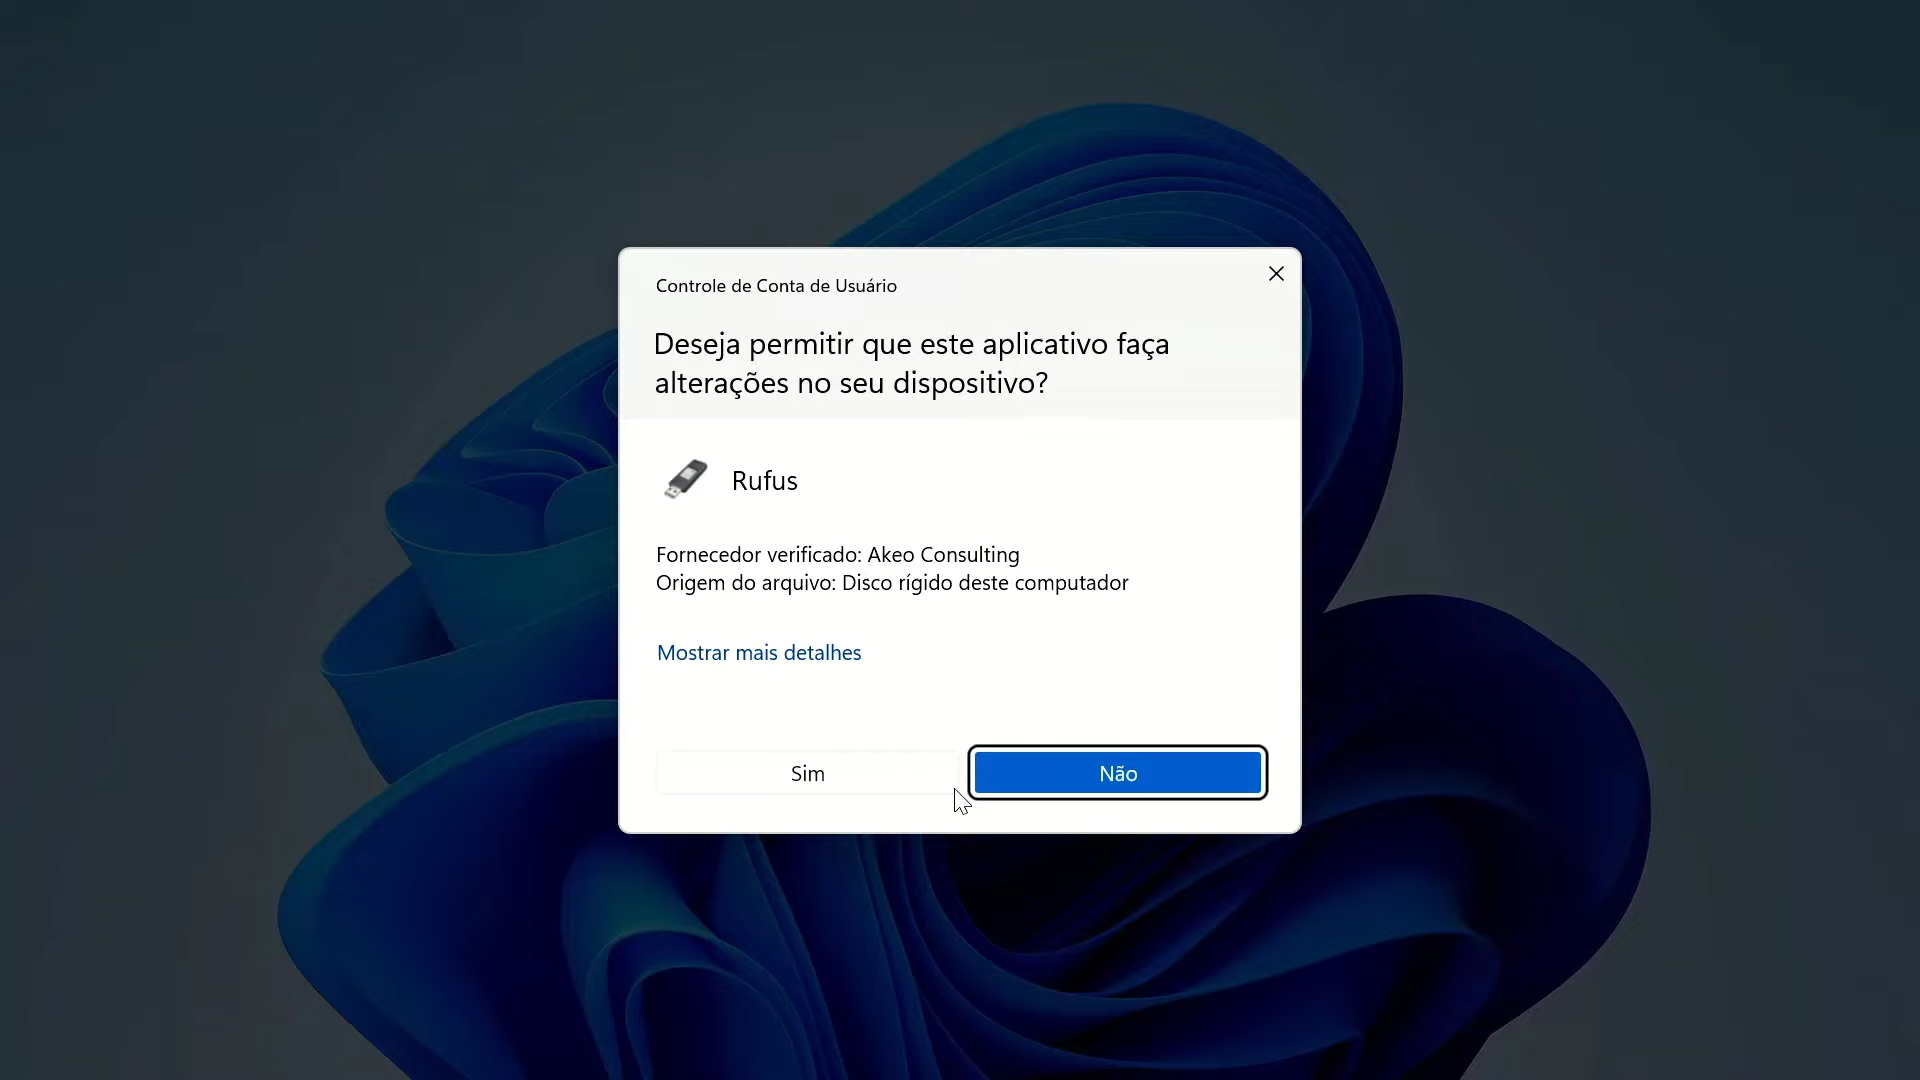 Controle de Conta de Usuário
Deseja permitir que este aplicativo faça
alterações no seu dispositivo?
Rufus
Fornecedor verificado: Akeo Consulting
Origem do arquivo: Disco rígido deste computador
Mostrar mais detalhes
Sim
Não